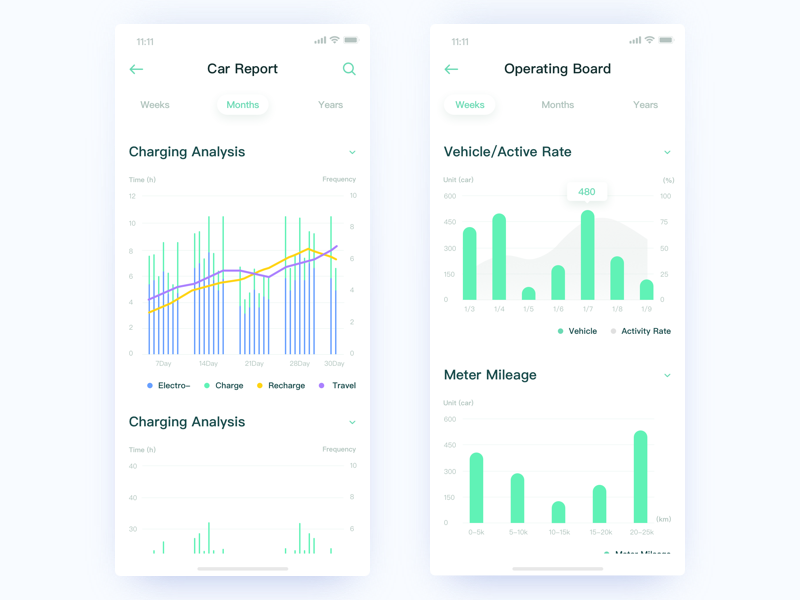 11:11
Car Report
Weeks Months Years
Charging Analysis
Time (h) Frequency
12 10
10 8
8 6
6 4
4 2
2 0
0
7Day 14Day 21Day 28Day 30Day
Electro– Charge Recharge Travel
Charging Analysis
Time (h) Frequency
40 10
40 8
30 6
11:11
Operating Board
Weeks Months Years
Vehicle/Active Rate
Unit (car) (%)
480
600 100
450 75
300 50
150 25
0 0
1/3 1/4 1/5 1/6 1/7 1/8 1/9
Vehicle Activity Rate
Meter Mileage
Unit (car)
600
450
300
150
0 (km)
0–5k 5–10k 10–15k 15–20k 20–25k
Meter Mileage